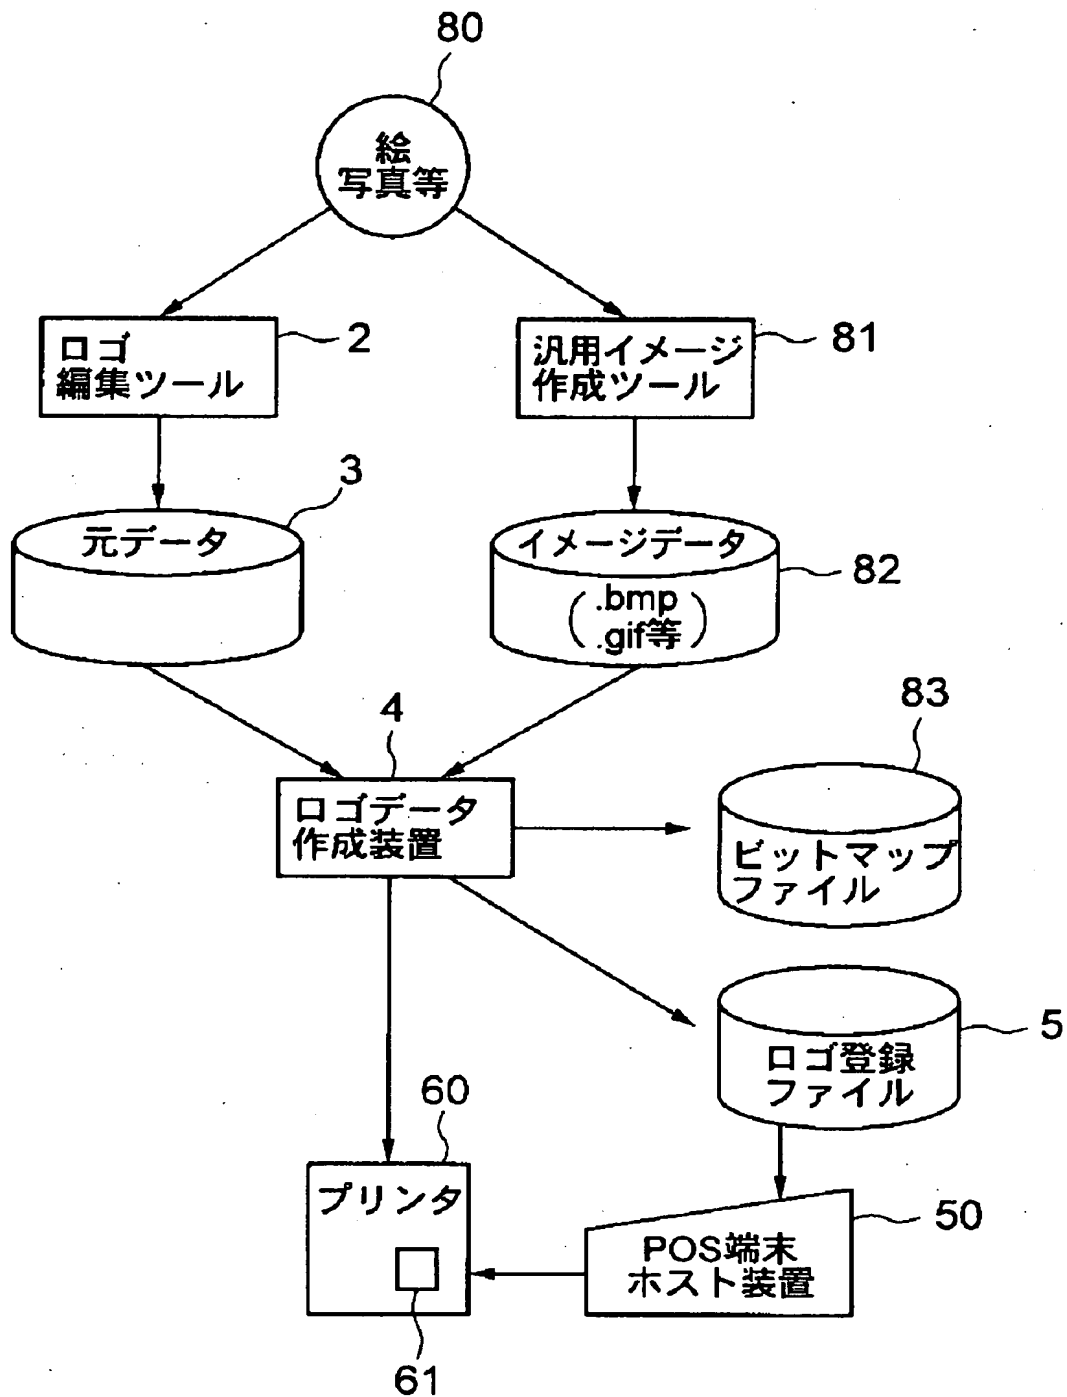 80
絵
写真等
ロゴ
編集ツール
2
汎用イメージ
作成ツール
81
3
元データ
イメージデータ
(.bmp
.gif等)
82
4
83
ロゴデータ
作成装置
ビットマップ
ファイル
5
ロゴ登録
ファイル
60
プリンタ
50
POS端末
ホスト装置
61